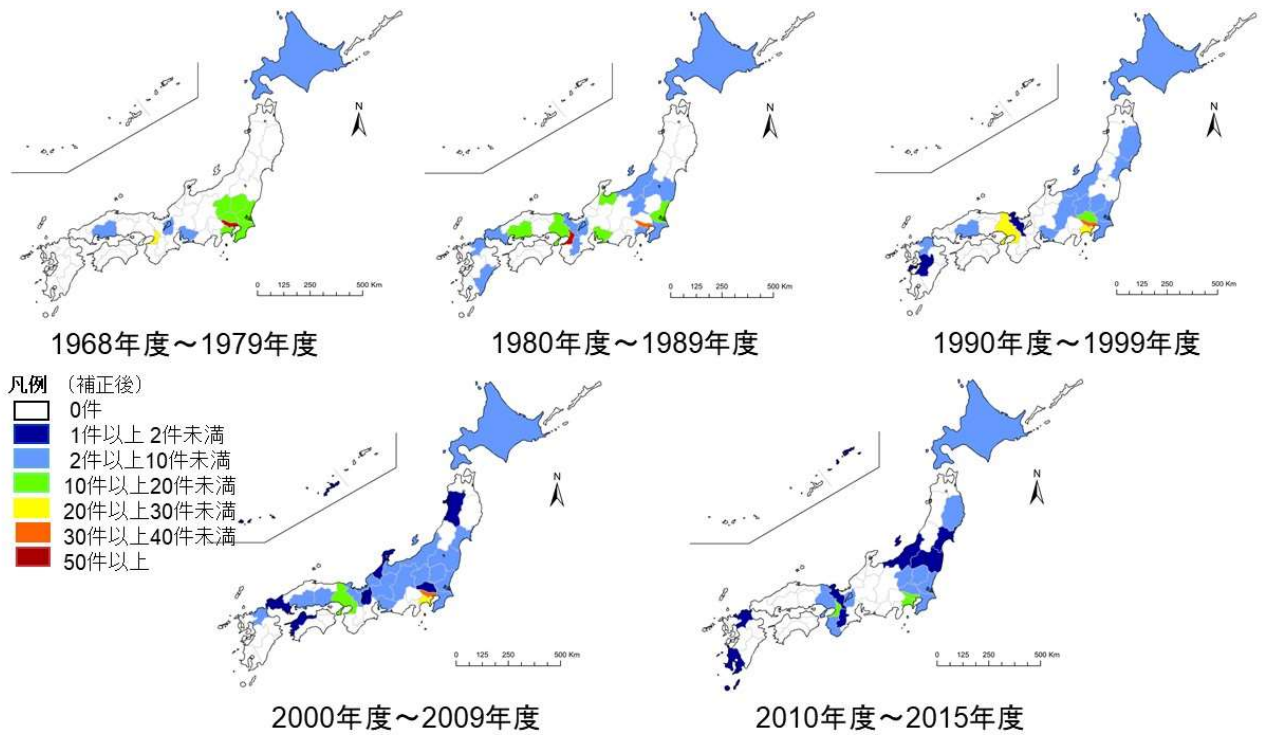 N
0 125 250 500 Km
1968年度～1979年度
N
0 125 250 500 Km
1980年度～1989年度
N
0 125 250 500 Km
1990年度～1999年度
凡例 （補正後）
0件
1件以上 2件未満
2件以上10件未満
10件以上20件未満
20件以上30件未満
30件以上40件未満
50件以上
N
0 125 250 500 Km
2000年度～2009年度
N
0 125 250 500 Km
2010年度～2015年度